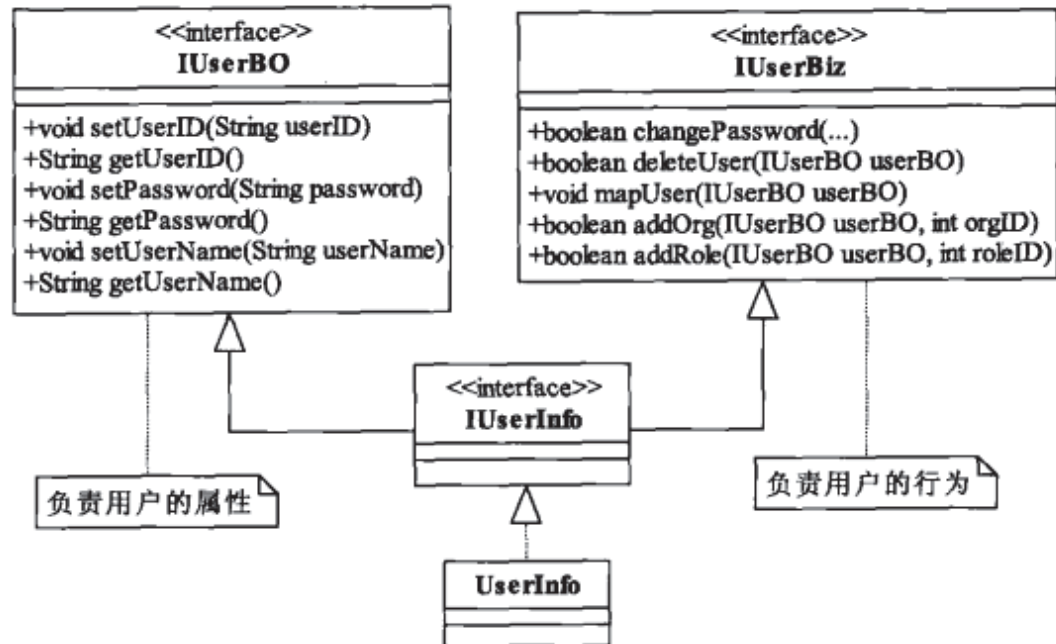 <<interface>>
IUserBO
+void setUserID(String userID)
+String getUserID()
+void setPassword(String password)
+String getPassword()
+void setUserName(String userName)
+String getUserName()
<<interface>>
IUserBiz
+boolean changePassword(...)
+boolean deleteUser(IUserBO userBO)
+void mapUser(IUserBO userBO)
+boolean addOrg(IUserBO userBO, int orgID)
+boolean addRole(IUserBO userBO, int roleID)
<<interface>>
IUserInfo
负责用户的属性
负责用户的行为
UserInfo